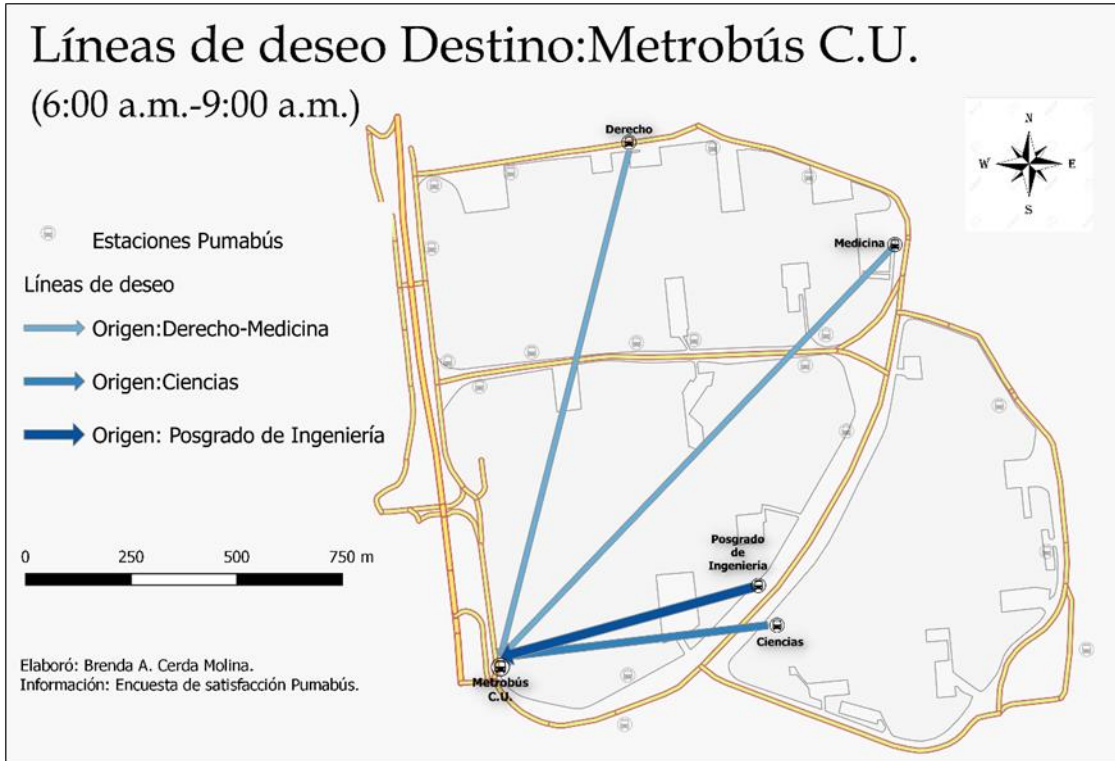 Líneas de deseo Destino:Metrobús C.U.
(6:00 a.m.-9:00 a.m.)
Derecho
N
W
E
S
Medicina
Estaciones Pumabús
Líneas de deseo
Origen:Derecho-Medicina
Origen:Ciencias
Origen: Posgrado de Ingeniería
0 250 500 750 m
Posgrado
de
Ingenieria
Ciencias
Metrobús
C.U.
Elaboró: Brenda A. Cerda Molina.
Información: Encuesta de satisfacción Pumabús.